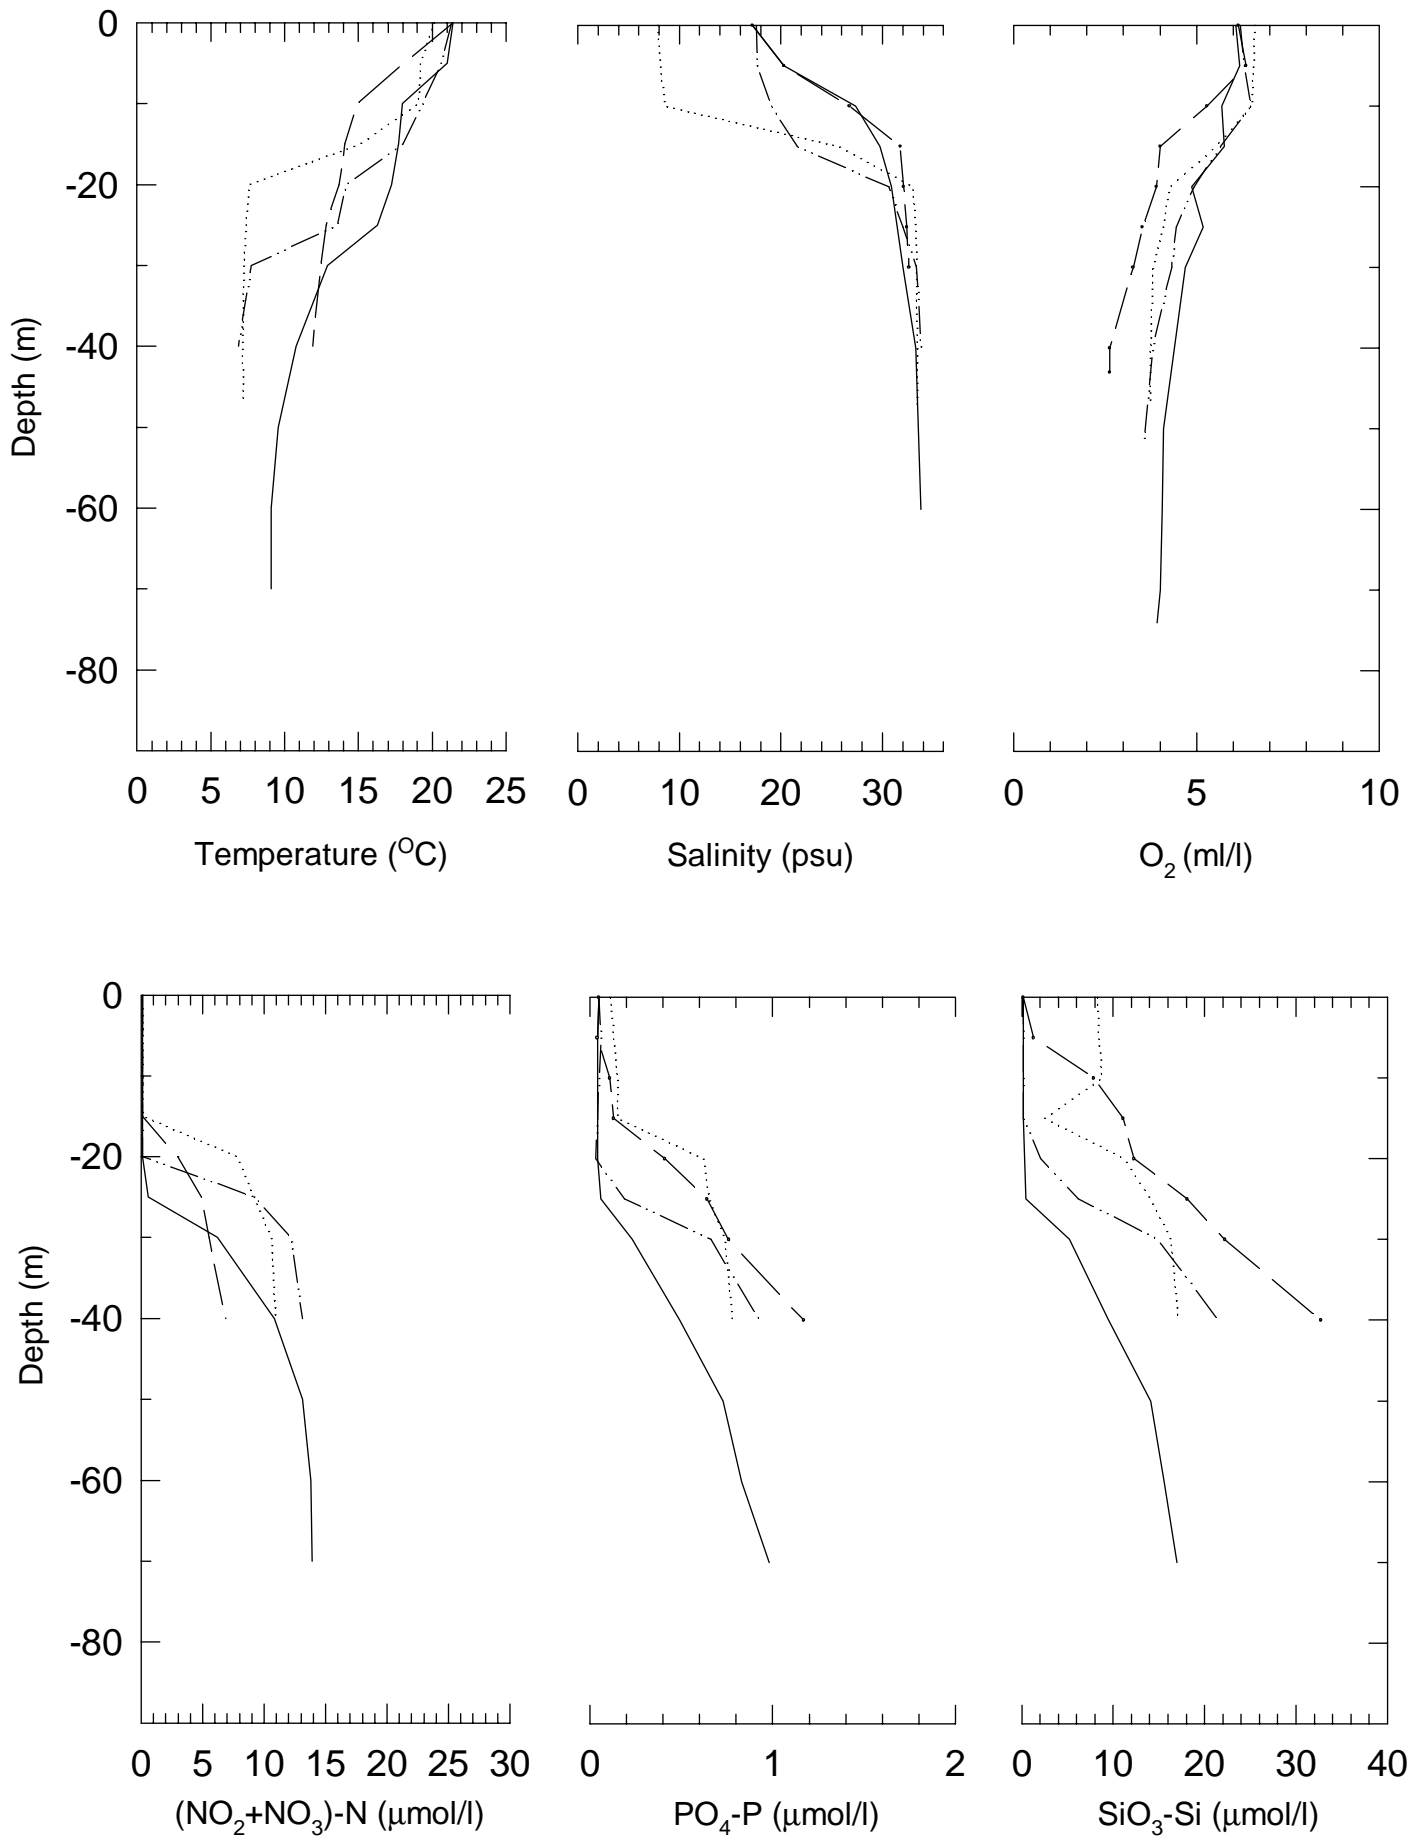 0
-20
-40
-60
-80
Depth (m)
0 5 10 15 20 25
Temperature (OC)
0 10 20 30
Salinity (psu)
0 5 10
O2 (ml/l)
0
-20
-40
-60
-80
Depth (m)
0 5 10 15 20 25 30
(NO2+NO3)-N (μmol/l)
0 1 2
PO4-P (μmol/l)
0 10 20 30 40
SiO3-Si (μmol/l)